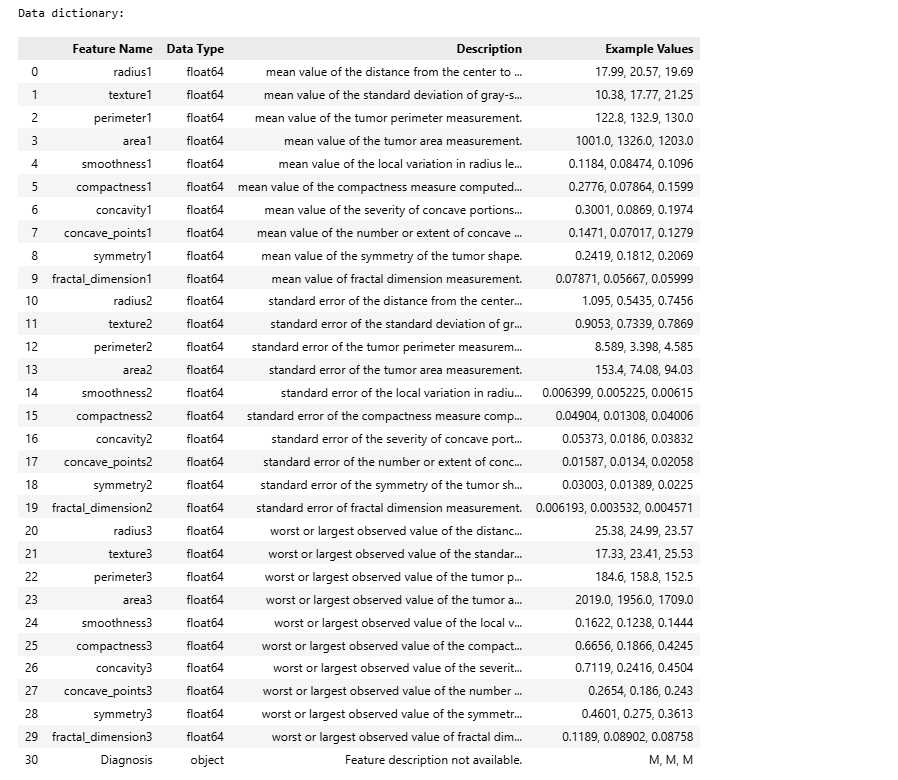 Data dictionary:
Feature Name Data Type Description Example Values
0 radius1 float64 mean value of the distance from the center to ... 17.99, 20.57, 19.69
1 texture1 float64 mean value of the standard deviation of gray-s... 10.38, 17.77, 21.25
2 perimeter1 float64 mean value of the tumor perimeter measurement. 122.8, 132.9, 130.0
3 area1 float64 mean value of the tumor area measurement. 1001.0, 1326.0, 1203.0
4 smoothness1 float64 mean value of the local variation in radius le... 0.1184, 0.08474, 0.1096
5 compactness1 float64 mean value of the compactness measure computed... 0.2776, 0.07864, 0.1599
6 concavity1 float64 mean value of the severity of concave portions... 0.3001, 0.0869, 0.1974
7 concave_points1 float64 mean value of the number or extent of concave ... 0.1471, 0.07017, 0.1279
8 symmetry1 float64 mean value of the symmetry of the tumor shape. 0.2419, 0.1812, 0.2069
9 fractal_dimension1 float64 mean value of fractal dimension measurement. 0.07871, 0.05667, 0.05999
10 radius2 float64 standard error of the distance from the center... 1.095, 0.5435, 0.7456
11 texture2 float64 standard error of the standard deviation of gr... 0.9053, 0.7339, 0.7869
12 perimeter2 float64 standard error of the tumor perimeter measurem... 8.589, 3.398, 4.585
13 area2 float64 standard error of the tumor area measurement. 153.4, 74.08, 94.03
14 smoothness2 float64 standard error of the local variation in radiu... 0.006399, 0.005225, 0.00615
15 compactness2 float64 standard error of the compactness measure comp... 0.04904, 0.01308, 0.04006
16 concavity2 float64 standard error of the severity of concave port... 0.05373, 0.0186, 0.03832
17 concave_points2 float64 standard error of the number or extent of conc... 0.01587, 0.0134, 0.02058
18 symmetry2 float64 standard error of the symmetry of the tumor sh... 0.03003, 0.01389, 0.0225
19 fractal_dimension2 float64 standard error of fractal dimension measurement. 0.006193, 0.003532, 0.004571
20 radius3 float64 worst or largest observed value of the distanc... 25.38, 24.99, 23.57
21 texture3 float64 worst or largest observed value of the standar... 17.33, 23.41, 25.53
22 perimeter3 float64 worst or largest observed value of the tumor p... 184.6, 158.8, 152.5
23 area3 float64 worst or largest observed value of the tumor a... 2019.0, 1956.0, 1709.0
24 smoothness3 float64 worst or largest observed value of the local v... 0.1622, 0.1238, 0.1444
25 compactness3 float64 worst or largest observed value of the compact... 0.6656, 0.1866, 0.4245
26 concavity3 float64 worst or largest observed value of the severit... 0.7119, 0.2416, 0.4504
27 concave_points3 float64 worst or largest observed value of the number ... 0.2654, 0.186, 0.243
28 symmetry3 float64 worst or largest observed value of the symmetr... 0.4601, 0.275, 0.3613
29 fractal_dimension3 float64 worst or largest observed value of fractal dim... 0.1189, 0.08902, 0.08758
30 Diagnosis object Feature description not available. M, M, M